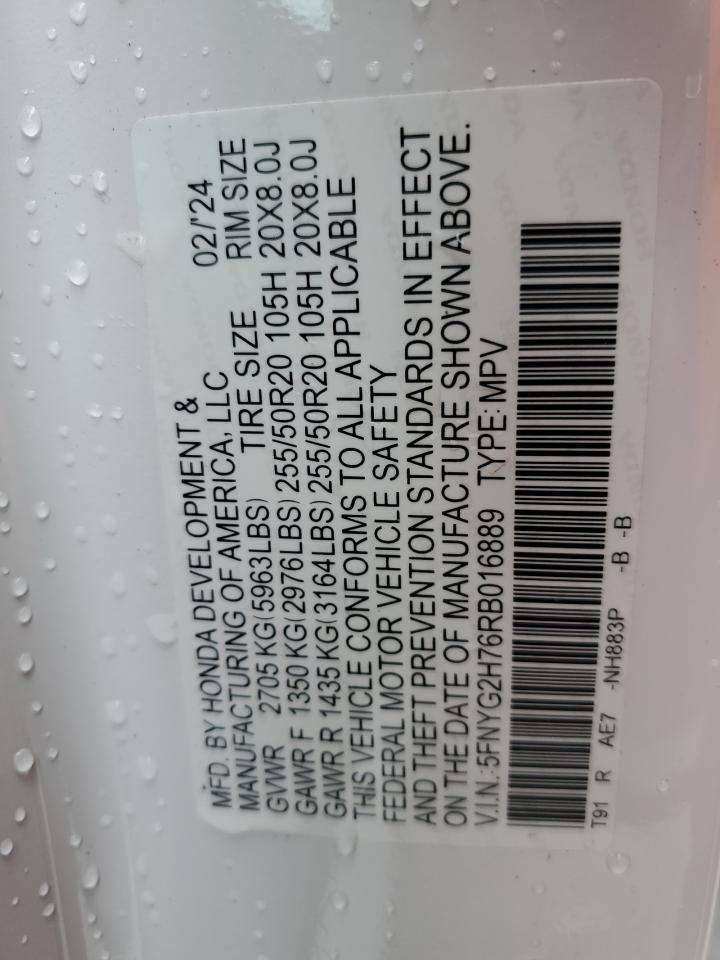 MFD. BY HONDA DEVELOPMENT &
MANUFACTURING OF AMERICA, LLC 02/'24
GVWR 2705 KG(5963LBS) TIRE SIZE RIM SIZE
GAWR F 1350 KG(2976LBS) 255/50R20 105H 20X8.0J
GAWR R 1435 KG(3164LBS) 255/50R20 105H 20X8.0J
THIS VEHICLE CONFORMS TO ALL APPLICABLE
FEDERAL MOTOR VEHICLE SAFETY
AND THEFT PREVENTION STANDARDS IN EFFECT
ON THE DATE OF MANUFACTURE SHOWN ABOVE.
V.I.N.:5FNYG2H76RB016889 TYPE: MPV
T91 R AE7 -NH883P -B -B